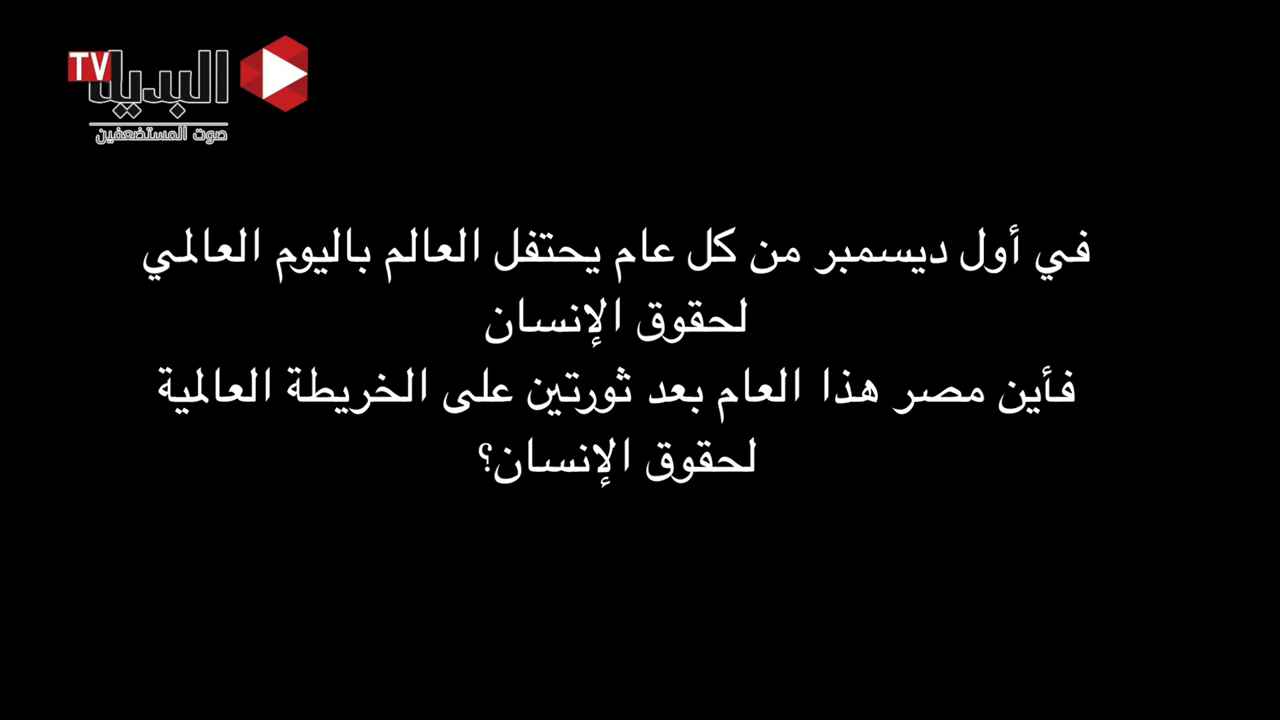 البديل TV
صوت المستضعفين
في أول ديسمبر من كل عام يحتفل العالم باليوم العالمي
لحقوق الإنسان
فأين مصر هذا العام بعد ثورتين على الخريطة العالمية
لحقوق الإنسان؟